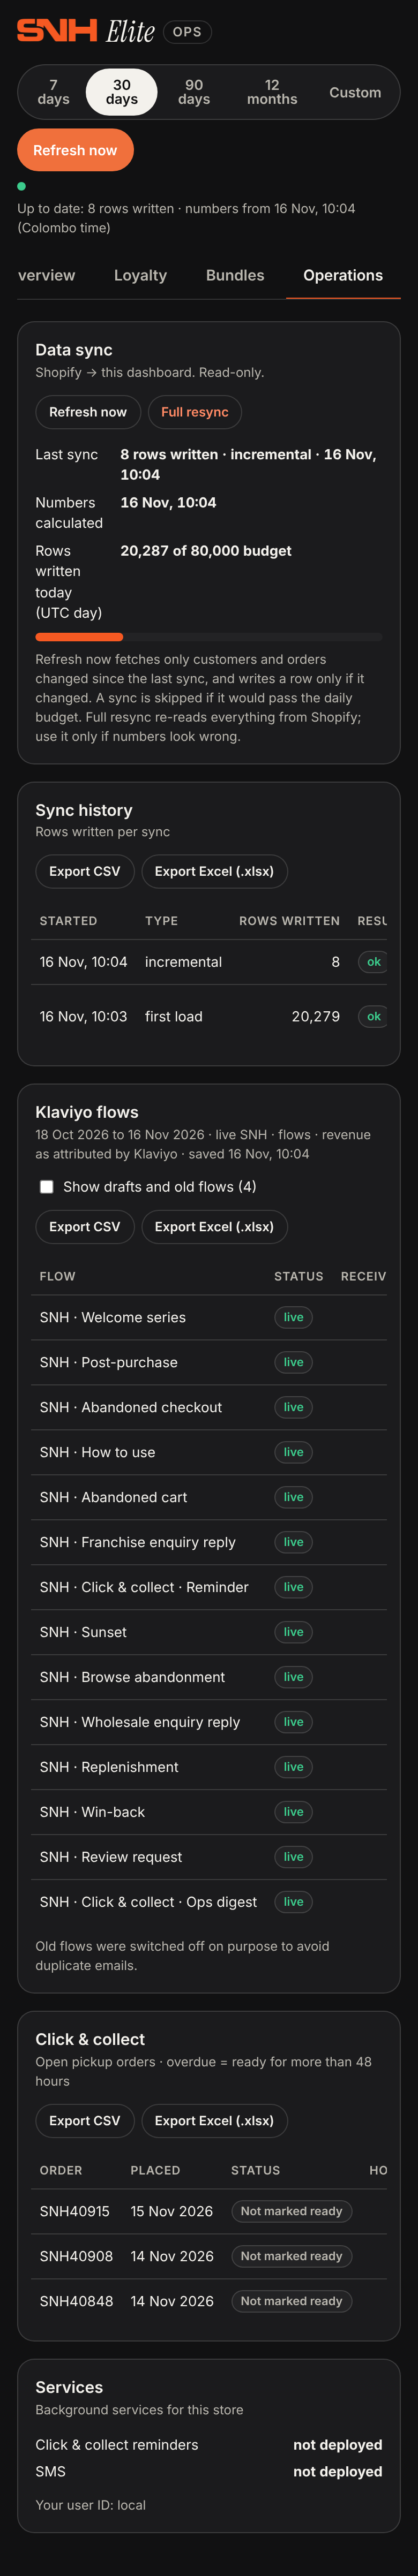 SNH Elite OPS
7 days
30 days
90 days
12 months
Custom
Refresh now
Up to date: 8 rows written · numbers from 16 Nov, 10:04
(Colombo time)
verview Loyalty Bundles Operations
Data sync
Shopify → this dashboard. Read-only.
Refresh now Full resync
Last sync 8 rows written · incremental · 16 Nov,
10:04
Numbers calculated 16 Nov, 10:04
Rows written today (UTC day) 20,287 of 80,000 budget
Refresh now fetches only customers and orders
changed since the last sync, and writes a row only if it
changed. A sync is skipped if it would pass the daily
budget. Full resync re-reads everything from Shopify;
use it only if numbers look wrong.
Sync history
Rows written per sync
Export CSV Export Excel (.xlsx)
STARTED TYPE ROWS WRITTEN RESU
16 Nov, 10:04 incremental 8 ok
16 Nov, 10:03 first load 20,279 ok
Klaviyo flows
18 Oct 2026 to 16 Nov 2026 · live SNH · flows · revenue
as attributed by Klaviyo · saved 16 Nov, 10:04
Show drafts and old flows (4)
Export CSV Export Excel (.xlsx)
FLOW STATUS RECEIV
SNH · Welcome series live
SNH · Post-purchase live
SNH · Abandoned checkout live
SNH · How to use live
SNH · Abandoned cart live
SNH · Franchise enquiry reply live
SNH · Click & collect · Reminder live
SNH · Sunset live
SNH · Browse abandonment live
SNH · Wholesale enquiry reply live
SNH · Replenishment live
SNH · Win-back live
SNH · Review request live
SNH · Click & collect · Ops digest live
Old flows were switched off on purpose to avoid
duplicate emails.
Click & collect
Open pickup orders · overdue = ready for more than 48
hours
Export CSV Export Excel (.xlsx)
ORDER PLACED STATUS HO
SNH40915 15 Nov 2026 Not marked ready
SNH40908 14 Nov 2026 Not marked ready
SNH40848 14 Nov 2026 Not marked ready
Services
Background services for this store
Click & collect reminders not deployed
SMS not deployed
Your user ID: local